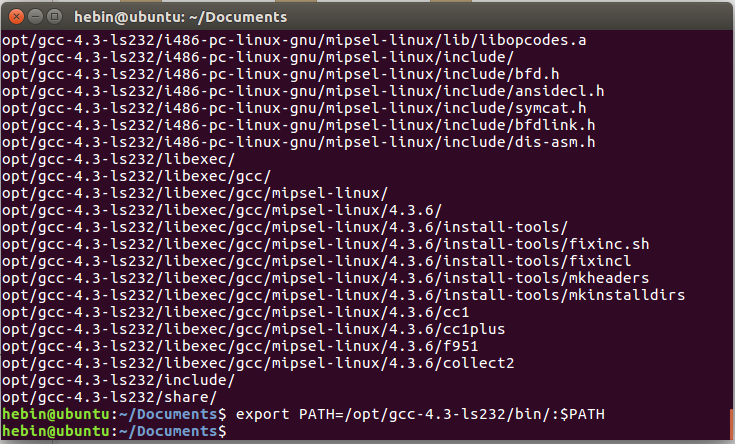 hebin@ubuntu: ~/Documents
opt/gcc-4.3-ls232/i486-pc-linux-gnu/mipsel-linux/lib/libopcodes.a
opt/gcc-4.3-ls232/i486-pc-linux-gnu/mipsel-linux/include/
opt/gcc-4.3-ls232/i486-pc-linux-gnu/mipsel-linux/include/bfd.h
opt/gcc-4.3-ls232/i486-pc-linux-gnu/mipsel-linux/include/ansidecl.h
opt/gcc-4.3-ls232/i486-pc-linux-gnu/mipsel-linux/include/symcat.h
opt/gcc-4.3-ls232/i486-pc-linux-gnu/mipsel-linux/include/bfdlink.h
opt/gcc-4.3-ls232/i486-pc-linux-gnu/mipsel-linux/include/dis-asm.h
opt/gcc-4.3-ls232/libexec/
opt/gcc-4.3-ls232/libexec/gcc/
opt/gcc-4.3-ls232/libexec/gcc/mipsel-linux/
opt/gcc-4.3-ls232/libexec/gcc/mipsel-linux/4.3.6/
opt/gcc-4.3-ls232/libexec/gcc/mipsel-linux/4.3.6/install-tools/
opt/gcc-4.3-ls232/libexec/gcc/mipsel-linux/4.3.6/install-tools/fixinc.sh
opt/gcc-4.3-ls232/libexec/gcc/mipsel-linux/4.3.6/install-tools/fixincl
opt/gcc-4.3-ls232/libexec/gcc/mipsel-linux/4.3.6/install-tools/mkheaders
opt/gcc-4.3-ls232/libexec/gcc/mipsel-linux/4.3.6/install-tools/mkinstalldirs
opt/gcc-4.3-ls232/libexec/gcc/mipsel-linux/4.3.6/cc1
opt/gcc-4.3-ls232/libexec/gcc/mipsel-linux/4.3.6/cc1plus
opt/gcc-4.3-ls232/libexec/gcc/mipsel-linux/4.3.6/f951
opt/gcc-4.3-ls232/libexec/gcc/mipsel-linux/4.3.6/collect2
opt/gcc-4.3-ls232/include/
opt/gcc-4.3-ls232/share/
hebin@ubuntu:~/Documents$ export PATH=/opt/gcc-4.3-ls232/bin/:$PATH
hebin@ubuntu:~/Documents$